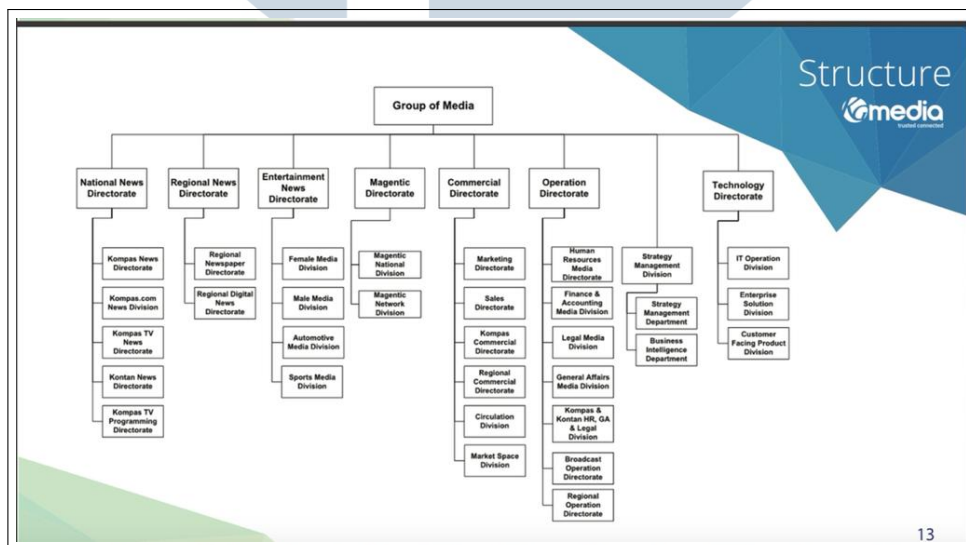 Structure
media
trusted connected
Group of Media
National News
Directorate
Regional News
Directorate
Entertainment
News
Directorate
Magentic
Directorate
Commercial
Directorate
Operation
Directorate
Technology
Directorate
Kompas News
Directorate
Kompas.com
News Division
Kompas TV
News
Directorate
Kontan News
Directorate
Kompas TV
Programming
Directorate
Regional
Newspaper
Directorate
Regional Digital
News
Directorate
Female Media
Division
Male Media
Division
Automotive
Media Division
Sports Media
Division
Magentic
National
Division
Magentic
Network
Division
Marketing
Directorate
Sales
Directorate
Kompas
Commercial
Directorate
Regional
Commercial
Directorate
Circulation
Division
Market Space
Division
Human
Resources
Media
Directorate
Finance &
Accounting
Media Division
Legal Media
Division
General Affairs
Media Division
Kompas &
Kontan HR, GA
& Legal
Division
Broadcast
Operation
Directorate
Regional
Operation
Directorate
Strategy
Management
Division
Strategy
Management
Department
Business
Intelligence
Department
IT Operation
Division
Enterprise
Solution
Division
Customer
Facing Product
Division
13